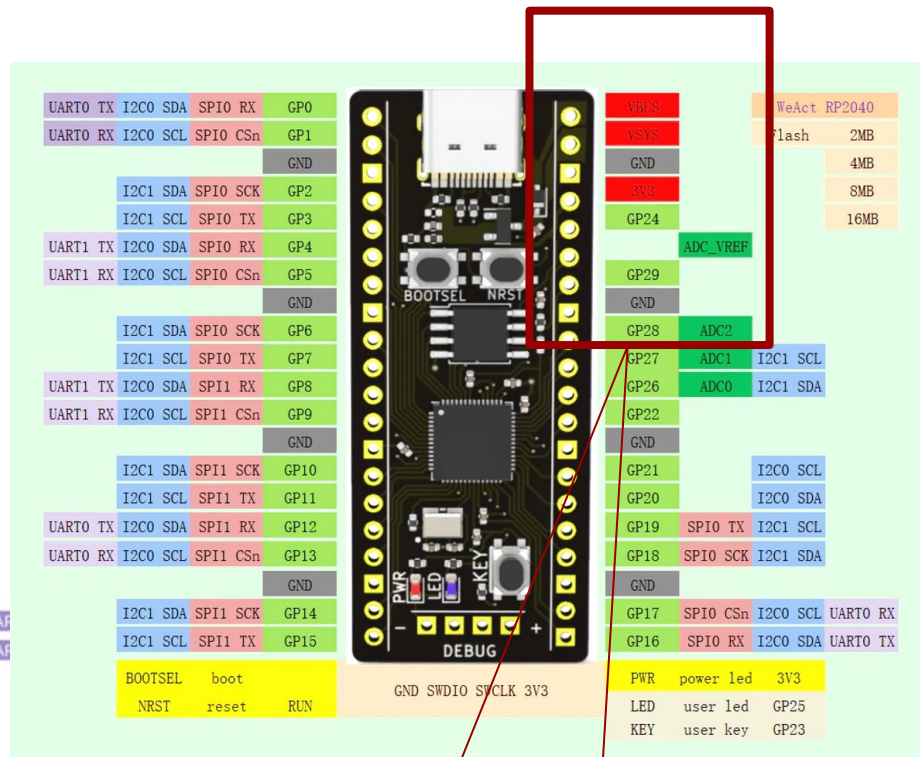 UART0 TX I2C0 SDA SPI0 RX GP0 VBUS WeAct RP2040
UART0 RX I2C0 SCL SPI0 CSn GP1 VSYS Flash 2MB
GND GND 4MB
I2C1 SDA SPI0 SCK GP2 3V3 8MB
I2C1 SCL SPI0 TX GP3 GP24 16MB
UART1 TX I2C0 SDA SPI0 RX GP4 ADC_VREF
UART1 RX I2C0 SCL SPI0 CSn GP5 GP29
BOOTSEL NRST
GND GND
I2C1 SDA SPI0 SCK GP6 GP28 ADC2
I2C1 SCL SPI0 TX GP7 GP27 ADC1 I2C1 SCL
UART1 TX I2C0 SDA SPI1 RX GP8 GP26 ADC0 I2C1 SDA
UART1 RX I2C0 SCL SPI1 CSn GP9 GP22
GND GND
I2C1 SDA SPI1 SCK GP10 GP21 I2C0 SCL
I2C1 SCL SPI1 TX GP11 GP20 I2C0 SDA
UART0 TX I2C0 SDA SPI1 RX GP12 GP19 SPI0 TX I2C1 SCL
UART0 RX I2C0 SCL SPI1 CSn GP13 GP18 SPI0 SCK I2C1 SDA
GND PWR LED KEY GND
I2C1 SDA SPI1 SCK GP14 GP17 SPI0 CSn I2C0 SCL UART0 RX
I2C1 SCL SPI1 TX GP15 - + GP16 SPI0 RX I2C0 SDA UART0 TX
DEBUG
BOOTSEL boot GND SWDIO SWCLK 3V3 PWR power led 3V3
NRST reset RUN LED user led GP25
KEY user key GP23